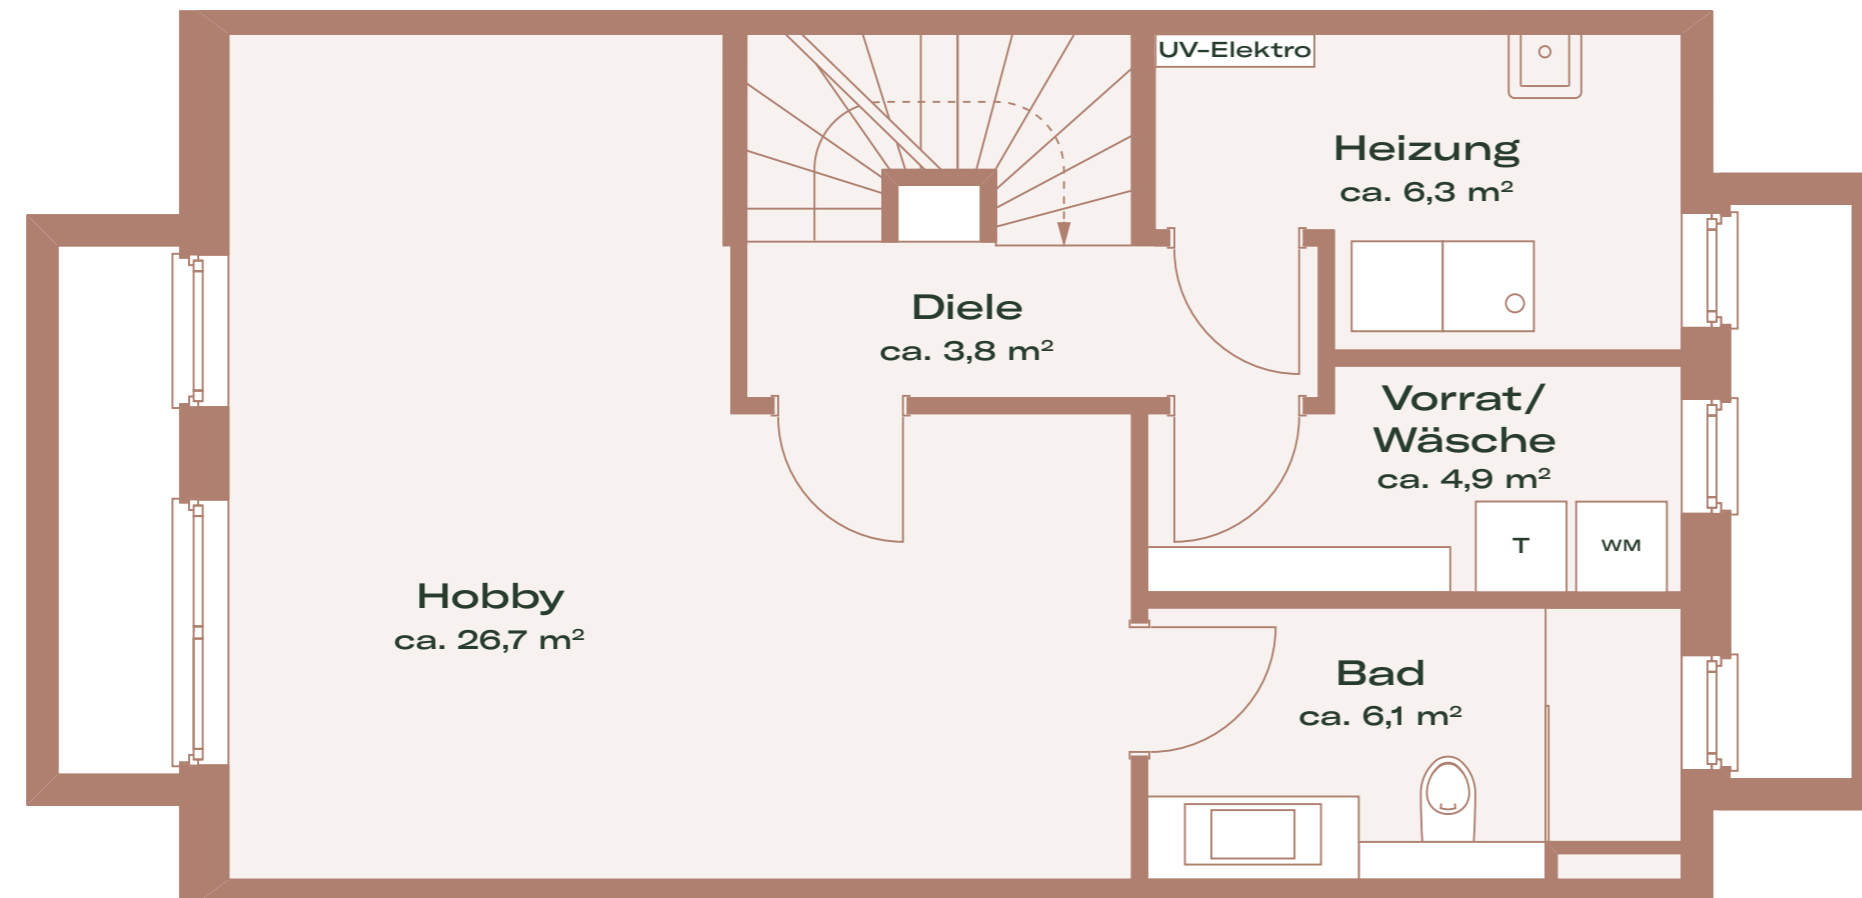 UV-Elektro
Heizung
ca. 6,3 m²
Diele
ca. 3,8 m²
Vorrat/
Wäsche
ca. 4,9 m²
T
WM
Hobby
ca. 26,7 m²
Bad
ca. 6,1 m²